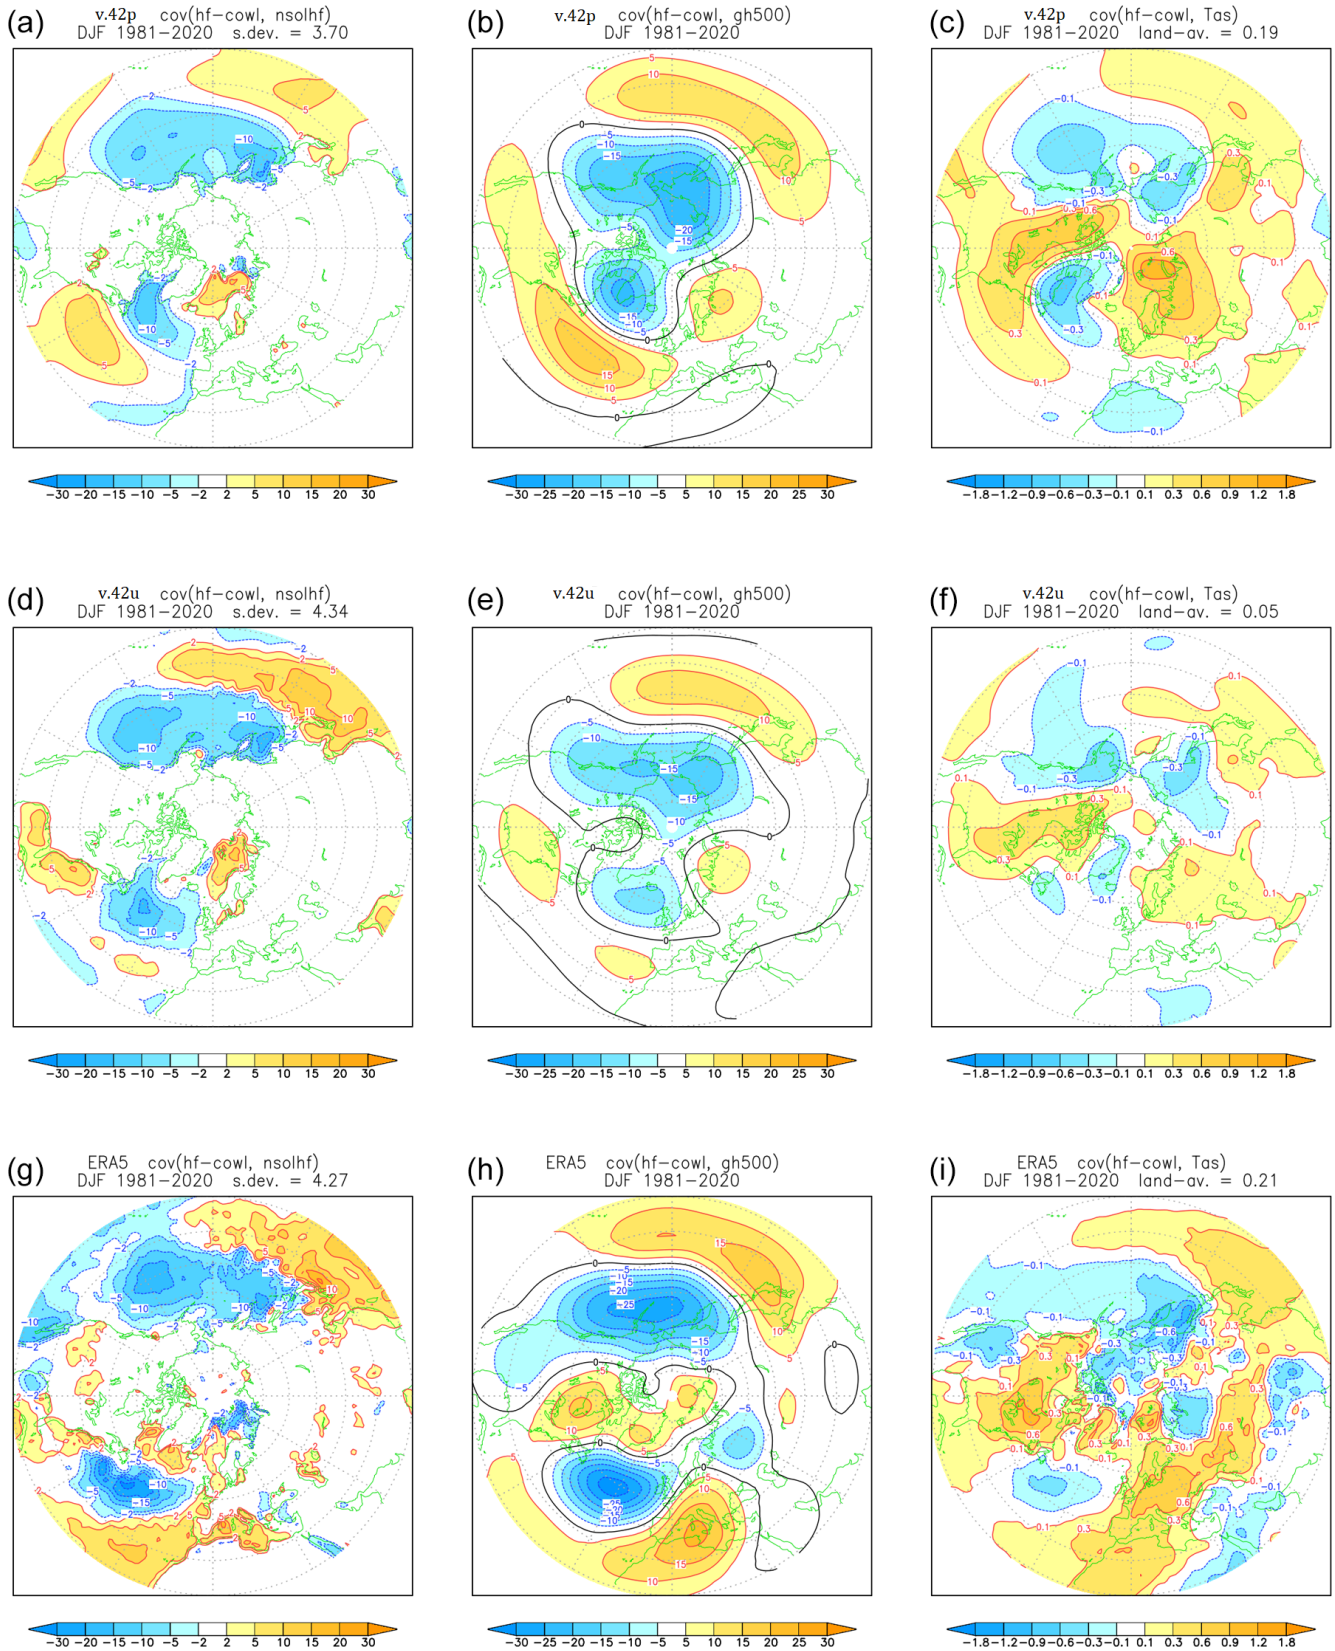 (a) v.42p cov(hf-cowl, nsolhf)
DJF 1981-2020 s.dev. = 3.70
(b) v.42p cov(hf-cowl, gh500)
DJF 1981-2020
(c) v.42p cov(hf-cowl, Tas)
DJF 1981-2020 land-av. = 0.19
-30 -20 -15 -10 -5 -2 2 5 10 15 20 30
-30 -25 -20 -15 -10 -5 5 10 15 20 25 30
-1.8 -1.2 -0.9 -0.6 -0.3 -0.1 0.1 0.3 0.6 0.9 1.2 1.8
(d) v.42u cov(hf-cowl, nsolhf)
DJF 1981-2020 s.dev. = 4.34
(e) v.42u cov(hf-cowl, gh500)
DJF 1981-2020
(f) v.42u cov(hf-cowl, Tas)
DJF 1981-2020 land-av. = 0.05
-30 -20 -15 -10 -5 -2 2 5 10 15 20 30
-30 -25 -20 -15 -10 -5 5 10 15 20 25 30
-1.8 -1.2 -0.9 -0.6 -0.3 -0.1 0.1 0.3 0.6 0.9 1.2 1.8
(g) ERA5 cov(hf-cowl, nsolhf)
DJF 1981-2020 s.dev. = 4.27
(h) ERA5 cov(hf-cowl, gh500)
DJF 1981-2020
(i) ERA5 cov(hf-cowl, Tas)
DJF 1981-2020 land-av. = 0.21
-30 -20 -15 -10 -5 -2 2 5 10 15 20 30
-30 -25 -20 -15 -10 -5 5 10 15 20 25 30
-1.8 -1.2 -0.9 -0.6 -0.3 -0.1 0.1 0.3 0.6 0.9 1.2 1.8